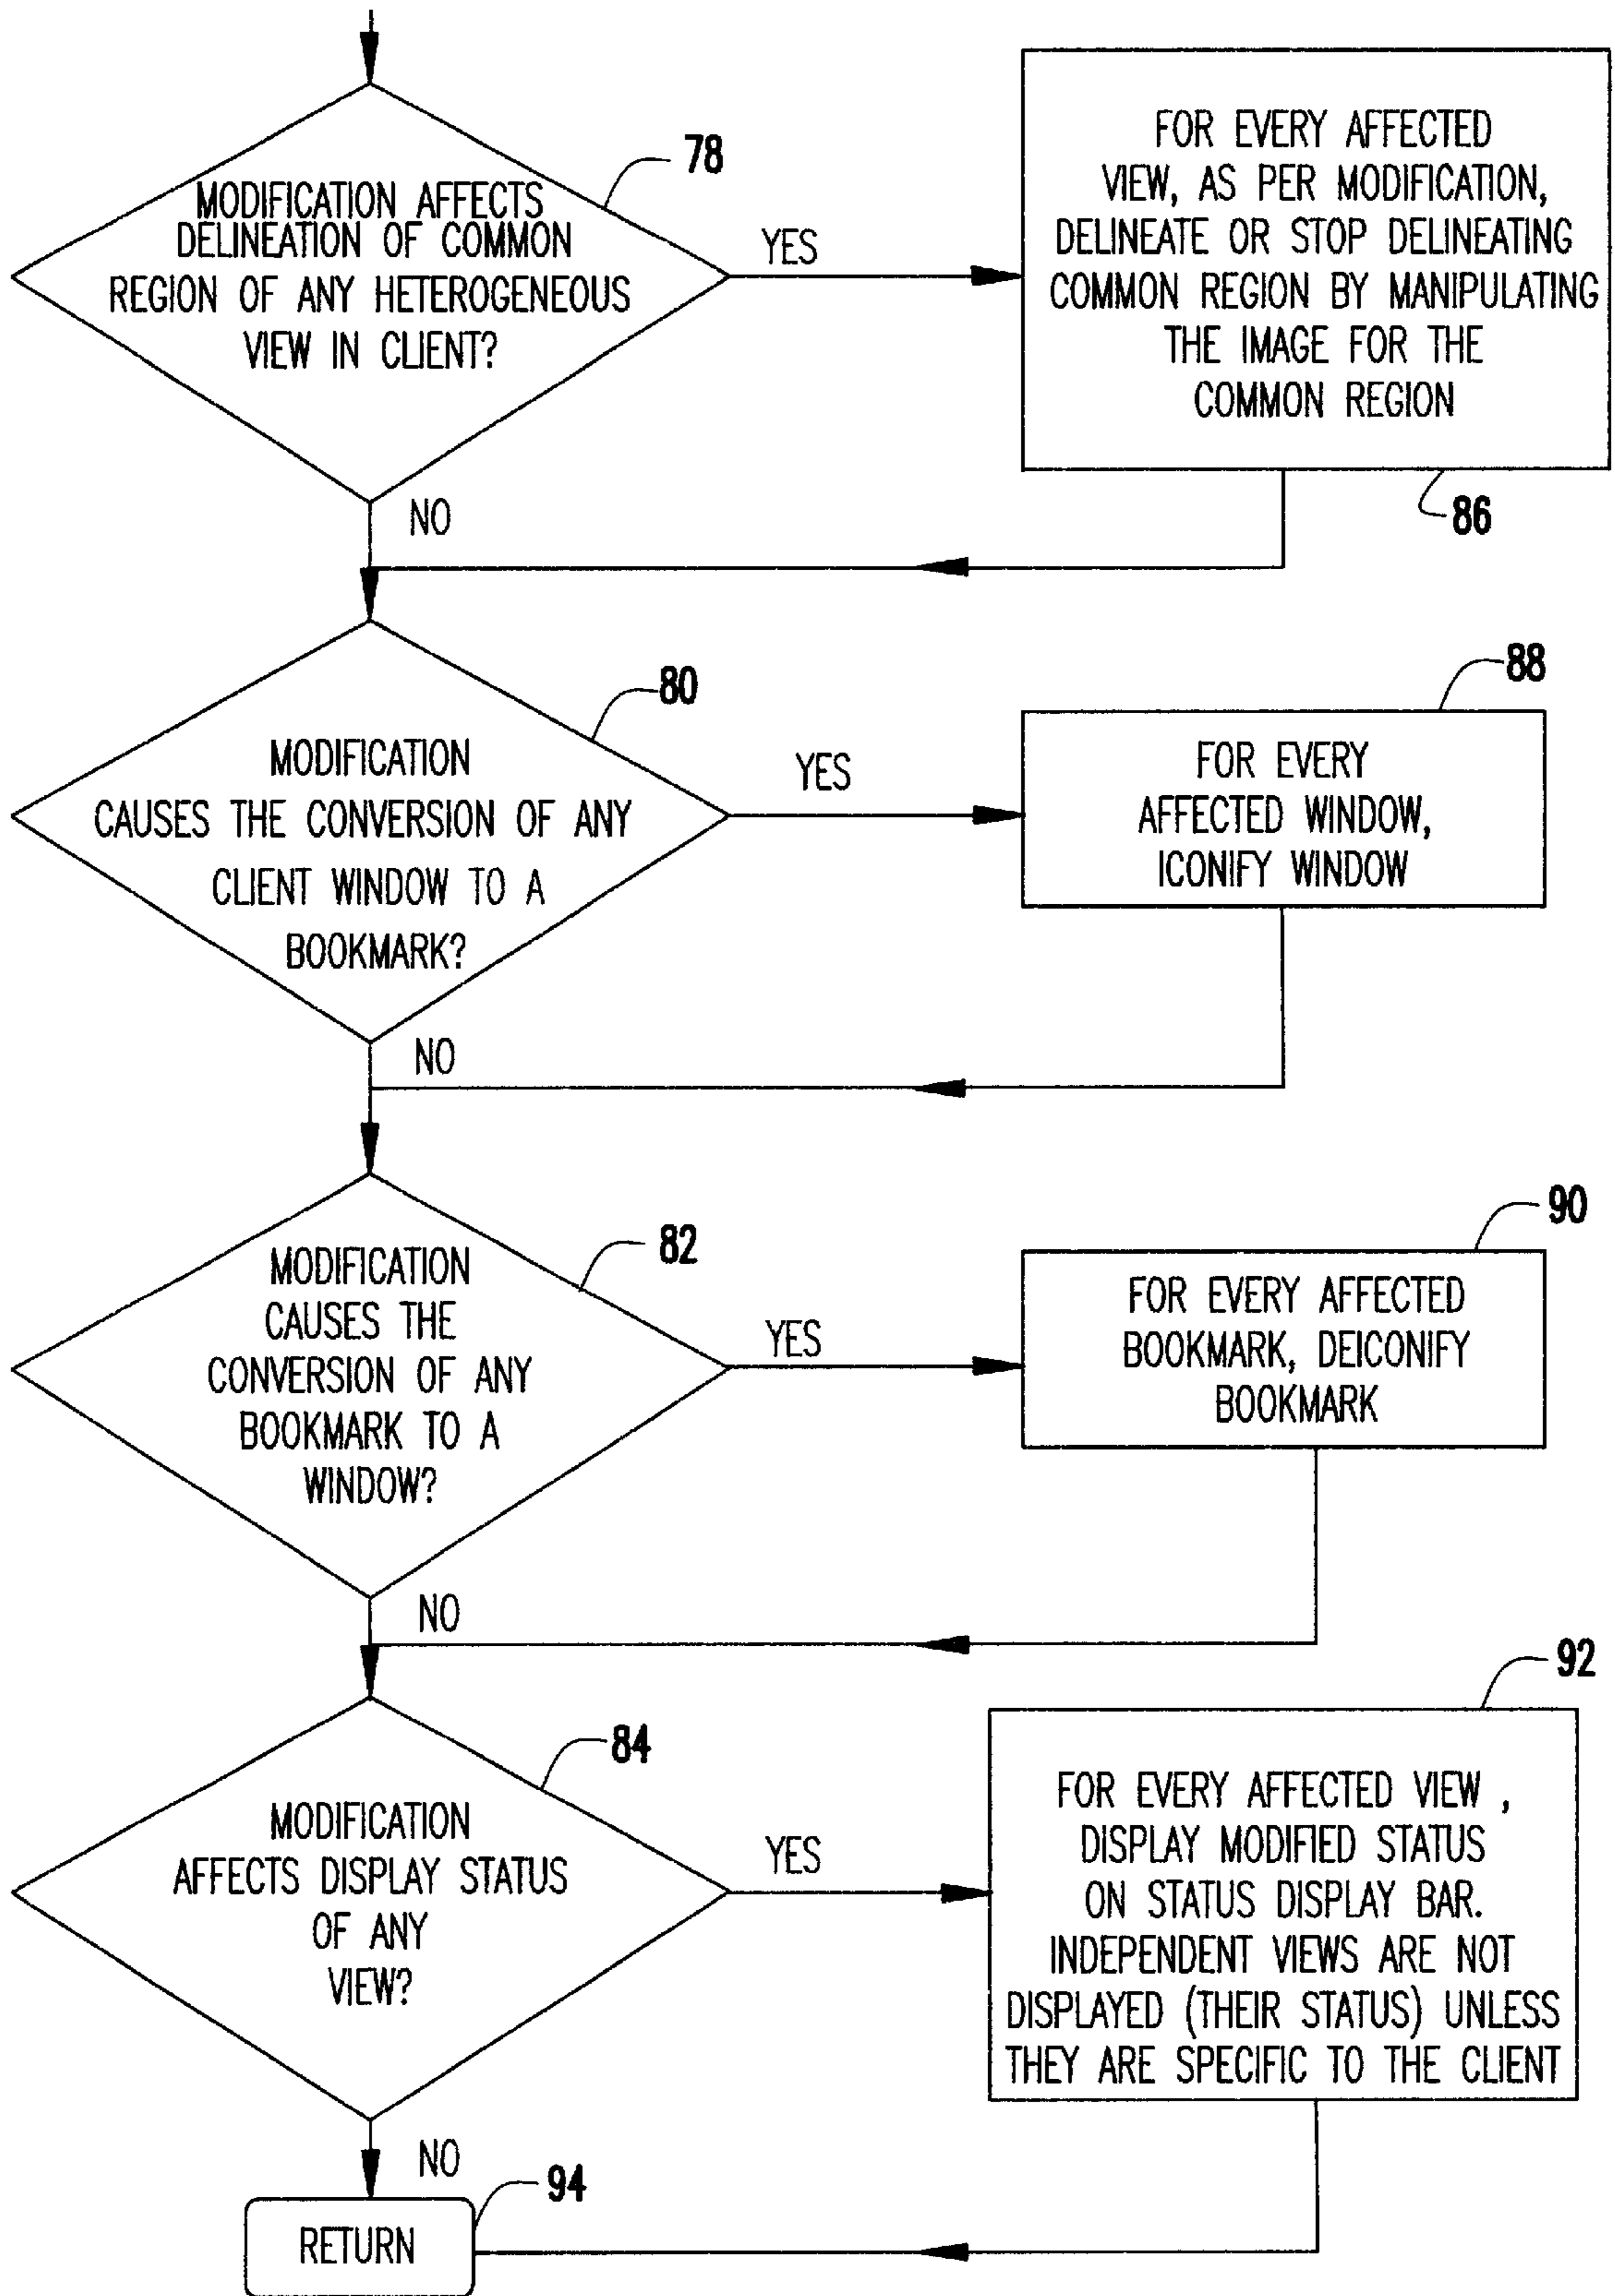 78
MODIFICATION AFFECTS
DELINEATION OF COMMON
REGION OF ANY HETEROGENEOUS
VIEW IN CLIENT?
YES
FOR EVERY AFFECTED
VIEW, AS PER MODIFICATION,
DELINEATE OR STOP DELINEATING
COMMON REGION BY MANIPULATING
THE IMAGE FOR THE
COMMON REGION
86
NO
80
MODIFICATION
CAUSES THE CONVERSION OF ANY
CLIENT WINDOW TO A
BOOKMARK?
YES
88
FOR EVERY
AFFECTED WINDOW,
ICONIFY WINDOW
NO
82
MODIFICATION
CAUSES THE
CONVERSION OF ANY
BOOKMARK TO A
WINDOW?
YES
90
FOR EVERY AFFECTED
BOOKMARK, DEICONIFY
BOOKMARK
NO
84
MODIFICATION
AFFECTS DISPLAY STATUS
OF ANY
VIEW?
YES
92
FOR EVERY AFFECTED VIEW ,
DISPLAY MODIFIED STATUS
ON STATUS DISPLAY BAR.
INDEPENDENT VIEWS ARE NOT
DISPLAYED (THEIR STATUS) UNLESS
THEY ARE SPECIFIC TO THE CLIENT
NO
94
RETURN